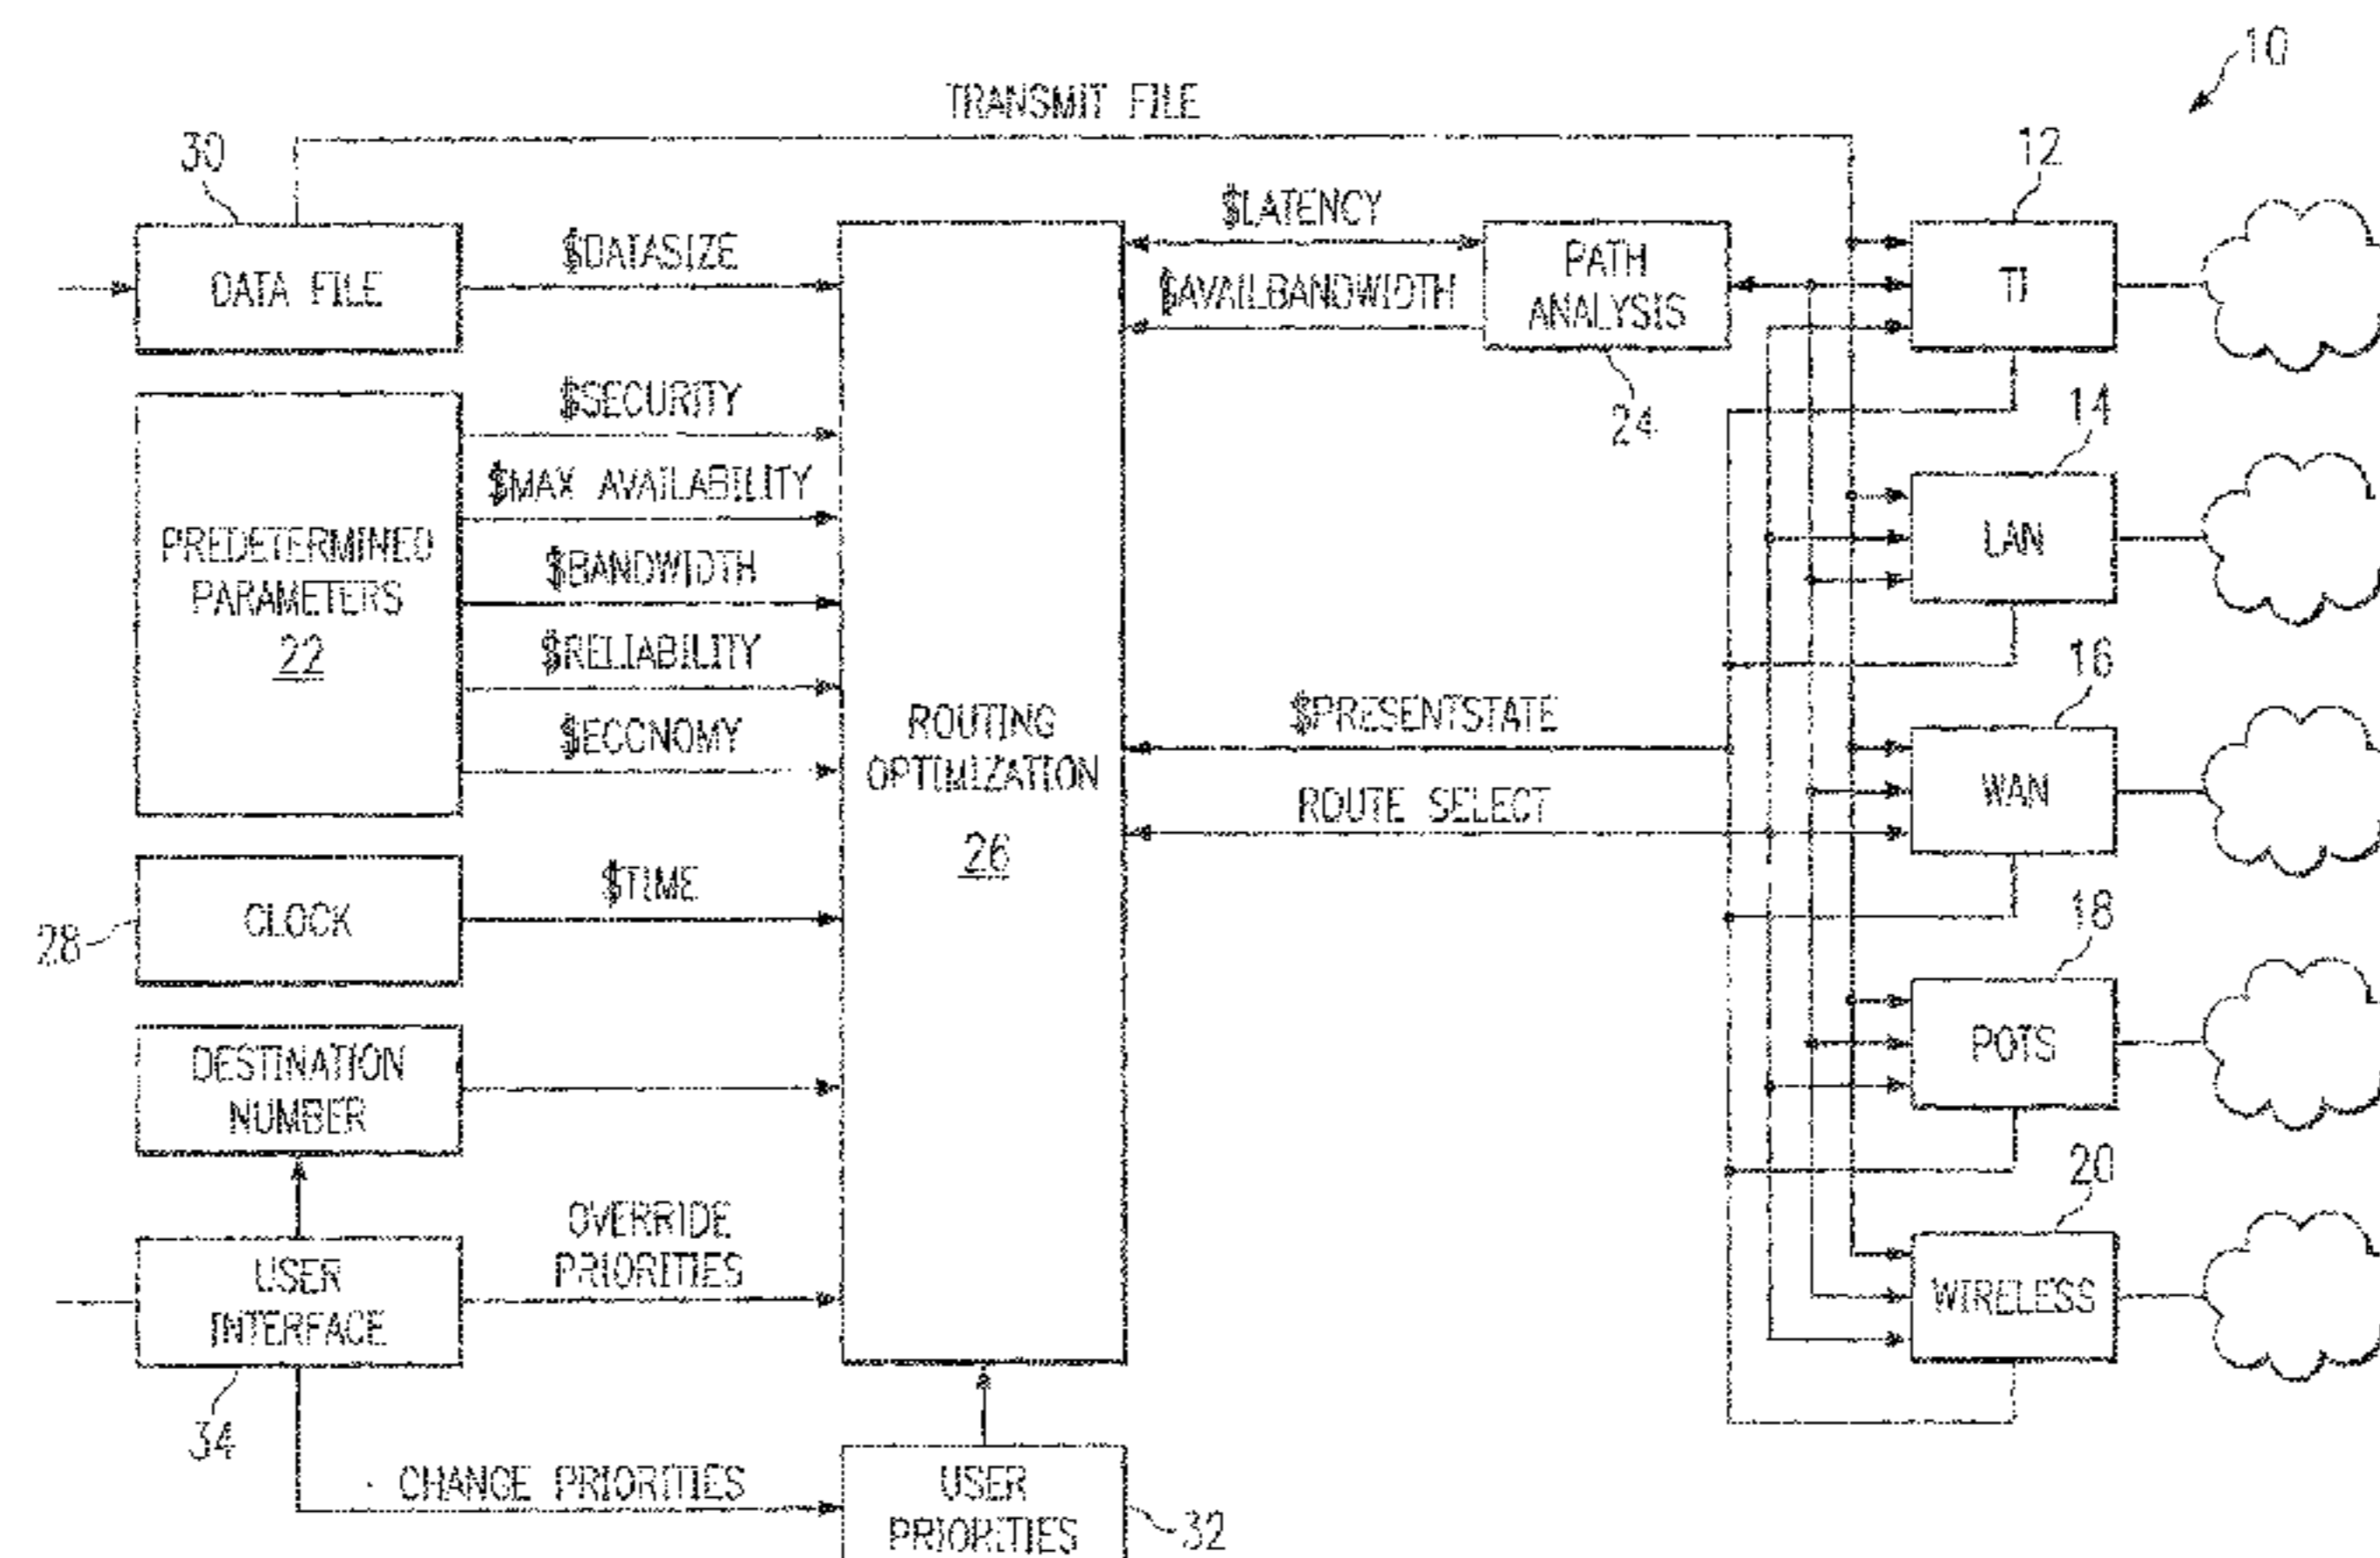 10
TRANSMIT FILE
30
12
$LATENCY
DATA FILE
$DATASIZE
PATH
ANALYSIS
T1
$AVAILBANDWIDTH
24
14
$SECURITY
$MAX AVAILABILITY
LAN
PREDETERMINED
PARAMETERS
22
$BANDWIDTH
$RELIABILITY
16
$ECONOMY
ROUTING
OPTIMIZATION
26
$PRESENTSTATE
WAN
ROUTE SELECT
28
CLOCK
$TIME
18
DESTINATION
NUMBER
POTS
20
USER
INTERFACE
OVERRIDE
PRIORITIES
WIRELESS
34
CHANGE PRIORITIES
USER
PRIORITIES
32